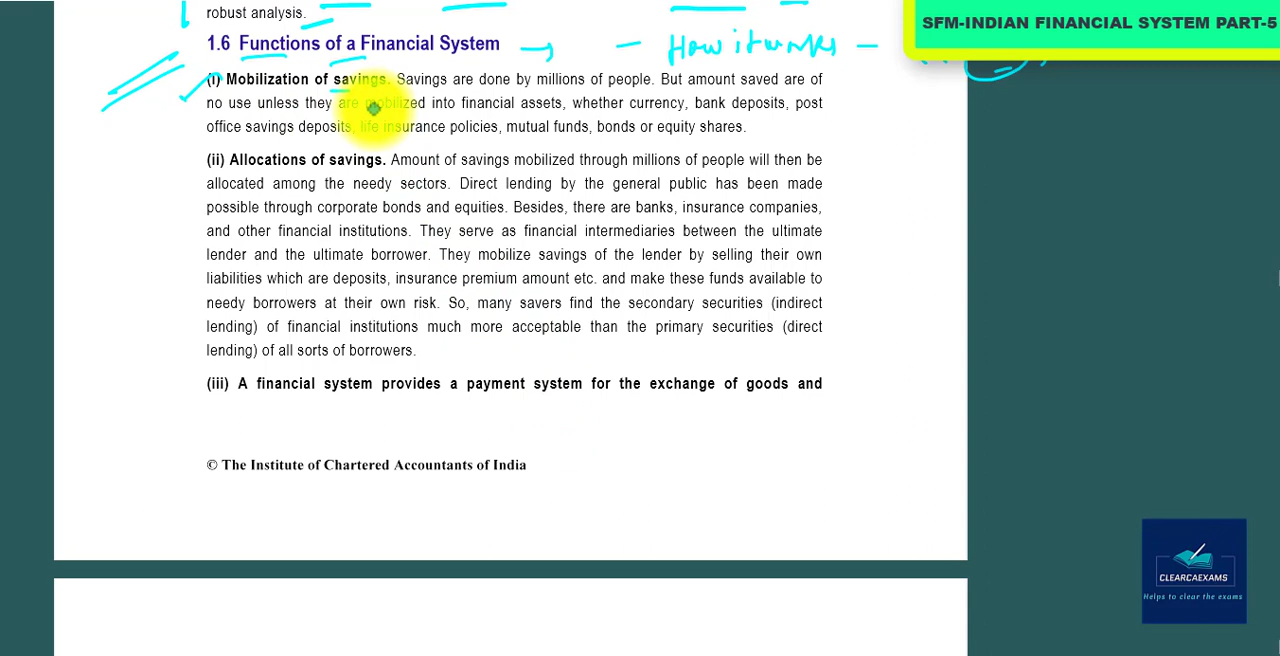 robust analysis.
SFM-INDIAN FINANCIAL SYSTEM PART-5
1.6 Functions of a Financial System
How it works
(i) Mobilization of savings. Savings are done by millions of people. But amount saved are of
no use unless they are mobilized into financial assets, whether currency, bank deposits, post
office savings deposits, life insurance policies, mutual funds, bonds or equity shares.
(ii) Allocations of savings. Amount of savings mobilized through millions of people will then be
allocated among the needy sectors. Direct lending by the general public has been made
possible through corporate bonds and equities. Besides, there are banks, insurance companies,
and other financial institutions. They serve as financial intermediaries between the ultimate
lender and the ultimate borrower. They mobilize savings of the lender by selling their own
liabilities which are deposits, insurance premium amount etc. and make these funds available to
needy borrowers at their own risk. So, many savers find the secondary securities (indirect
lending) of financial institutions much more acceptable than the primary securities (direct
lending) of all sorts of borrowers.
(iii) A financial system provides a payment system for the exchange of goods and
© The Institute of Chartered Accountants of India
CLEARCAEXAMS
Helps to clear the exams